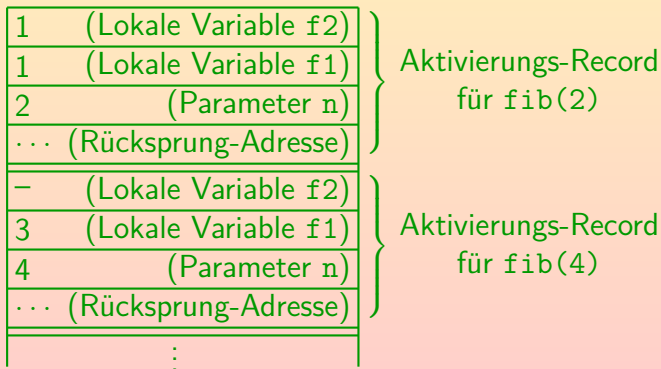 1 (Lokale Variable f2)
1 (Lokale Variable f1)
2 (Parameter n)
··· (Rücksprung-Adresse)
Aktivierungs-Record
für fib(2)
– (Lokale Variable f2)
3 (Lokale Variable f1)
4 (Parameter n)
··· (Rücksprung-Adresse)
Aktivierungs-Record
für fib(4)
⋮